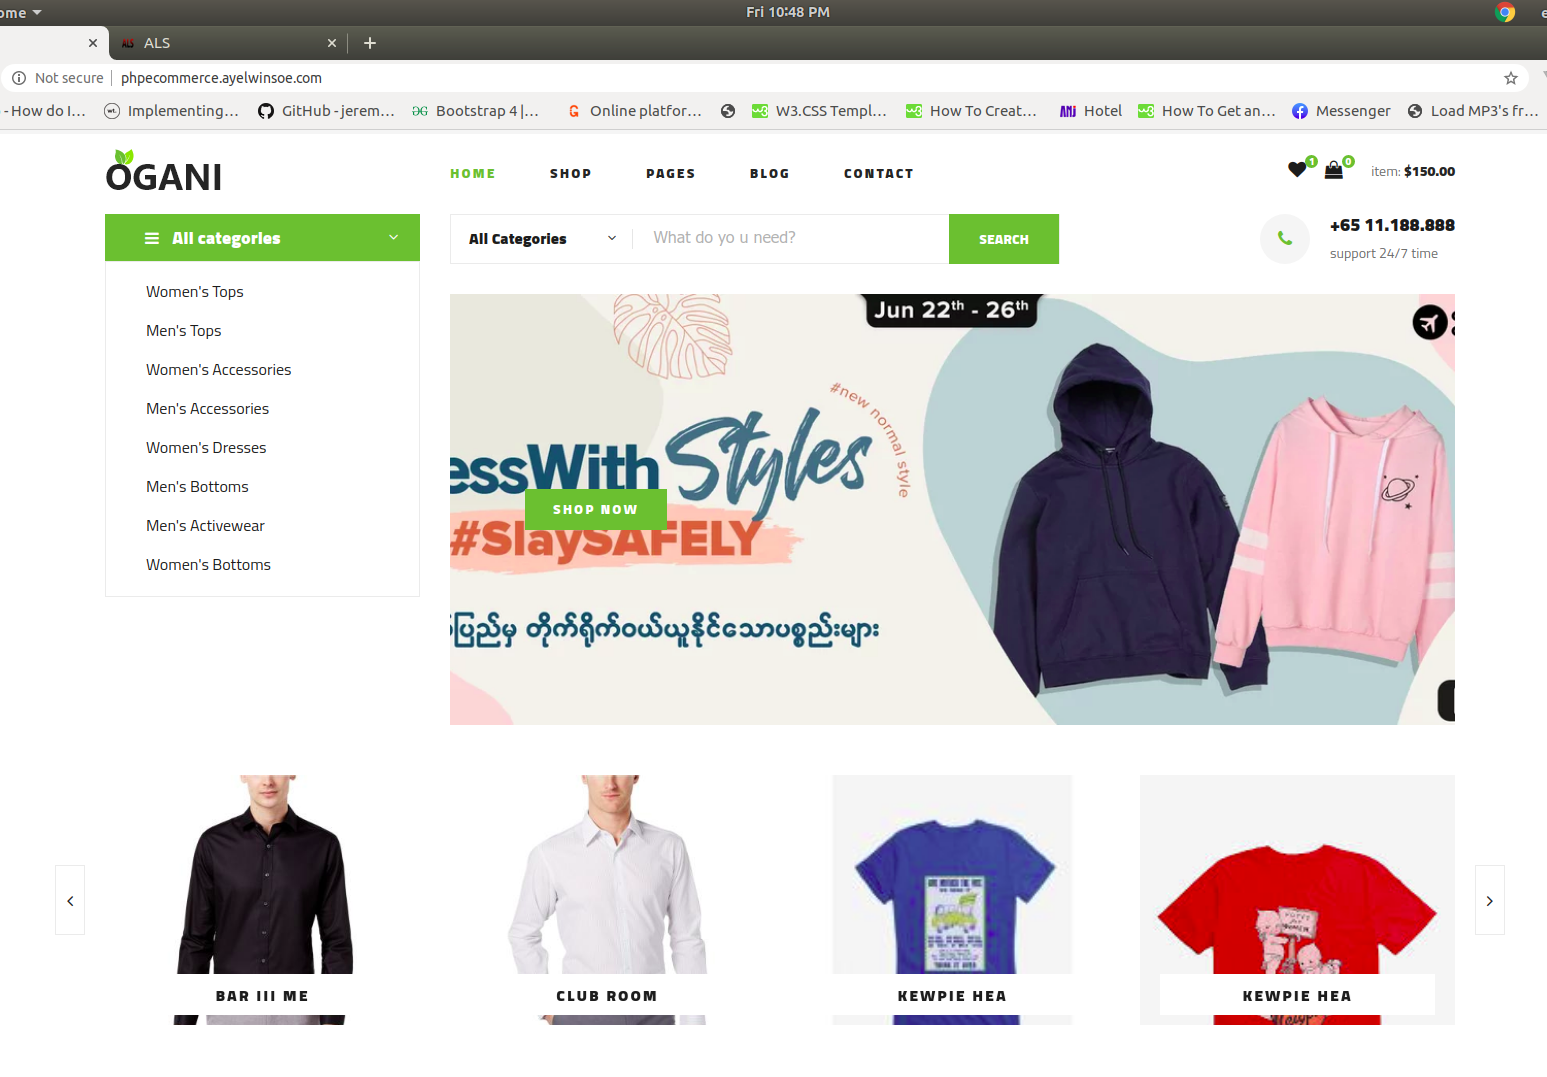 ome
Fri 10:48 PM
ALS
Not secure
phpecommerce.ayelwinsoe.com
- How do I...
Implementing...
GitHub - jerem...
Bootstrap 4 |...
Online platfor...
W3.CSS Templ...
How To Creat...
Hotel
How To Get an...
Messenger
Load MP3's fr...
OGANI
HOME
SHOP
PAGES
BLOG
CONTACT
1
0
item: $150.00
All categories
All Categories
What do yo u need?
SEARCH
+65 11.188.888
support 24/7 time
Women's Tops
Men's Tops
Women's Accessories
Men's Accessories
Women's Dresses
Men's Bottoms
Men's Activewear
Women's Bottoms
Jun 22th - 26th
#new normal style
essWith Styles
SHOP NOW
#SlaySAFELY
ပြည်မှ တိုက်ရိုက်ဝယ်ယူနိုင်သောပစ္စည်းများ
BAR III ME
CLUB ROOM
KEWPIE HEA
KEWPIE HEA